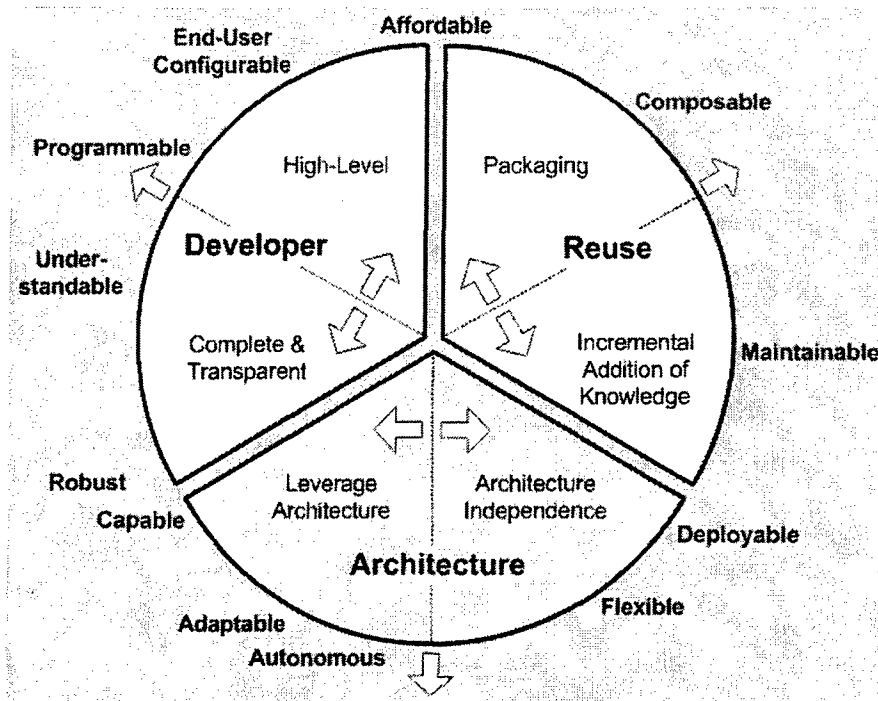 Affordable
End-User
Configurable
Composable
Programmable
High-Level
Packaging
Developer
Reuse
Under-
standable
Complete &
Transparent
Incremental
Addition of
Knowledge
Maintainable
Robust
Capable
Leverage
Architecture
Architecture
Independence
Deployable
Architecture
Flexible
Adaptable
Autonomous